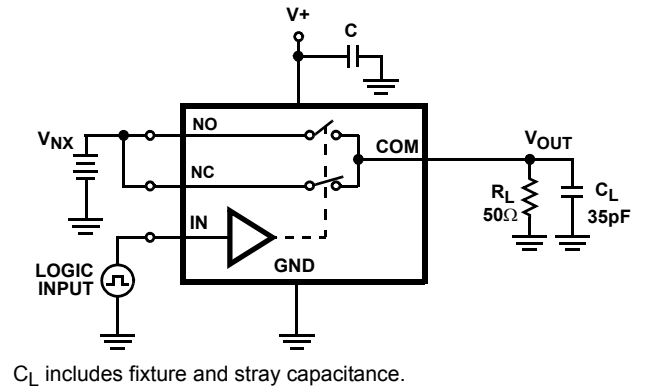 V+
C
NO
V_NX
COM
V_OUT
NC
R_L
50Ω
C_L
35pF
IN
LOGIC
INPUT
GND
C_L includes fixture and stray capacitance.